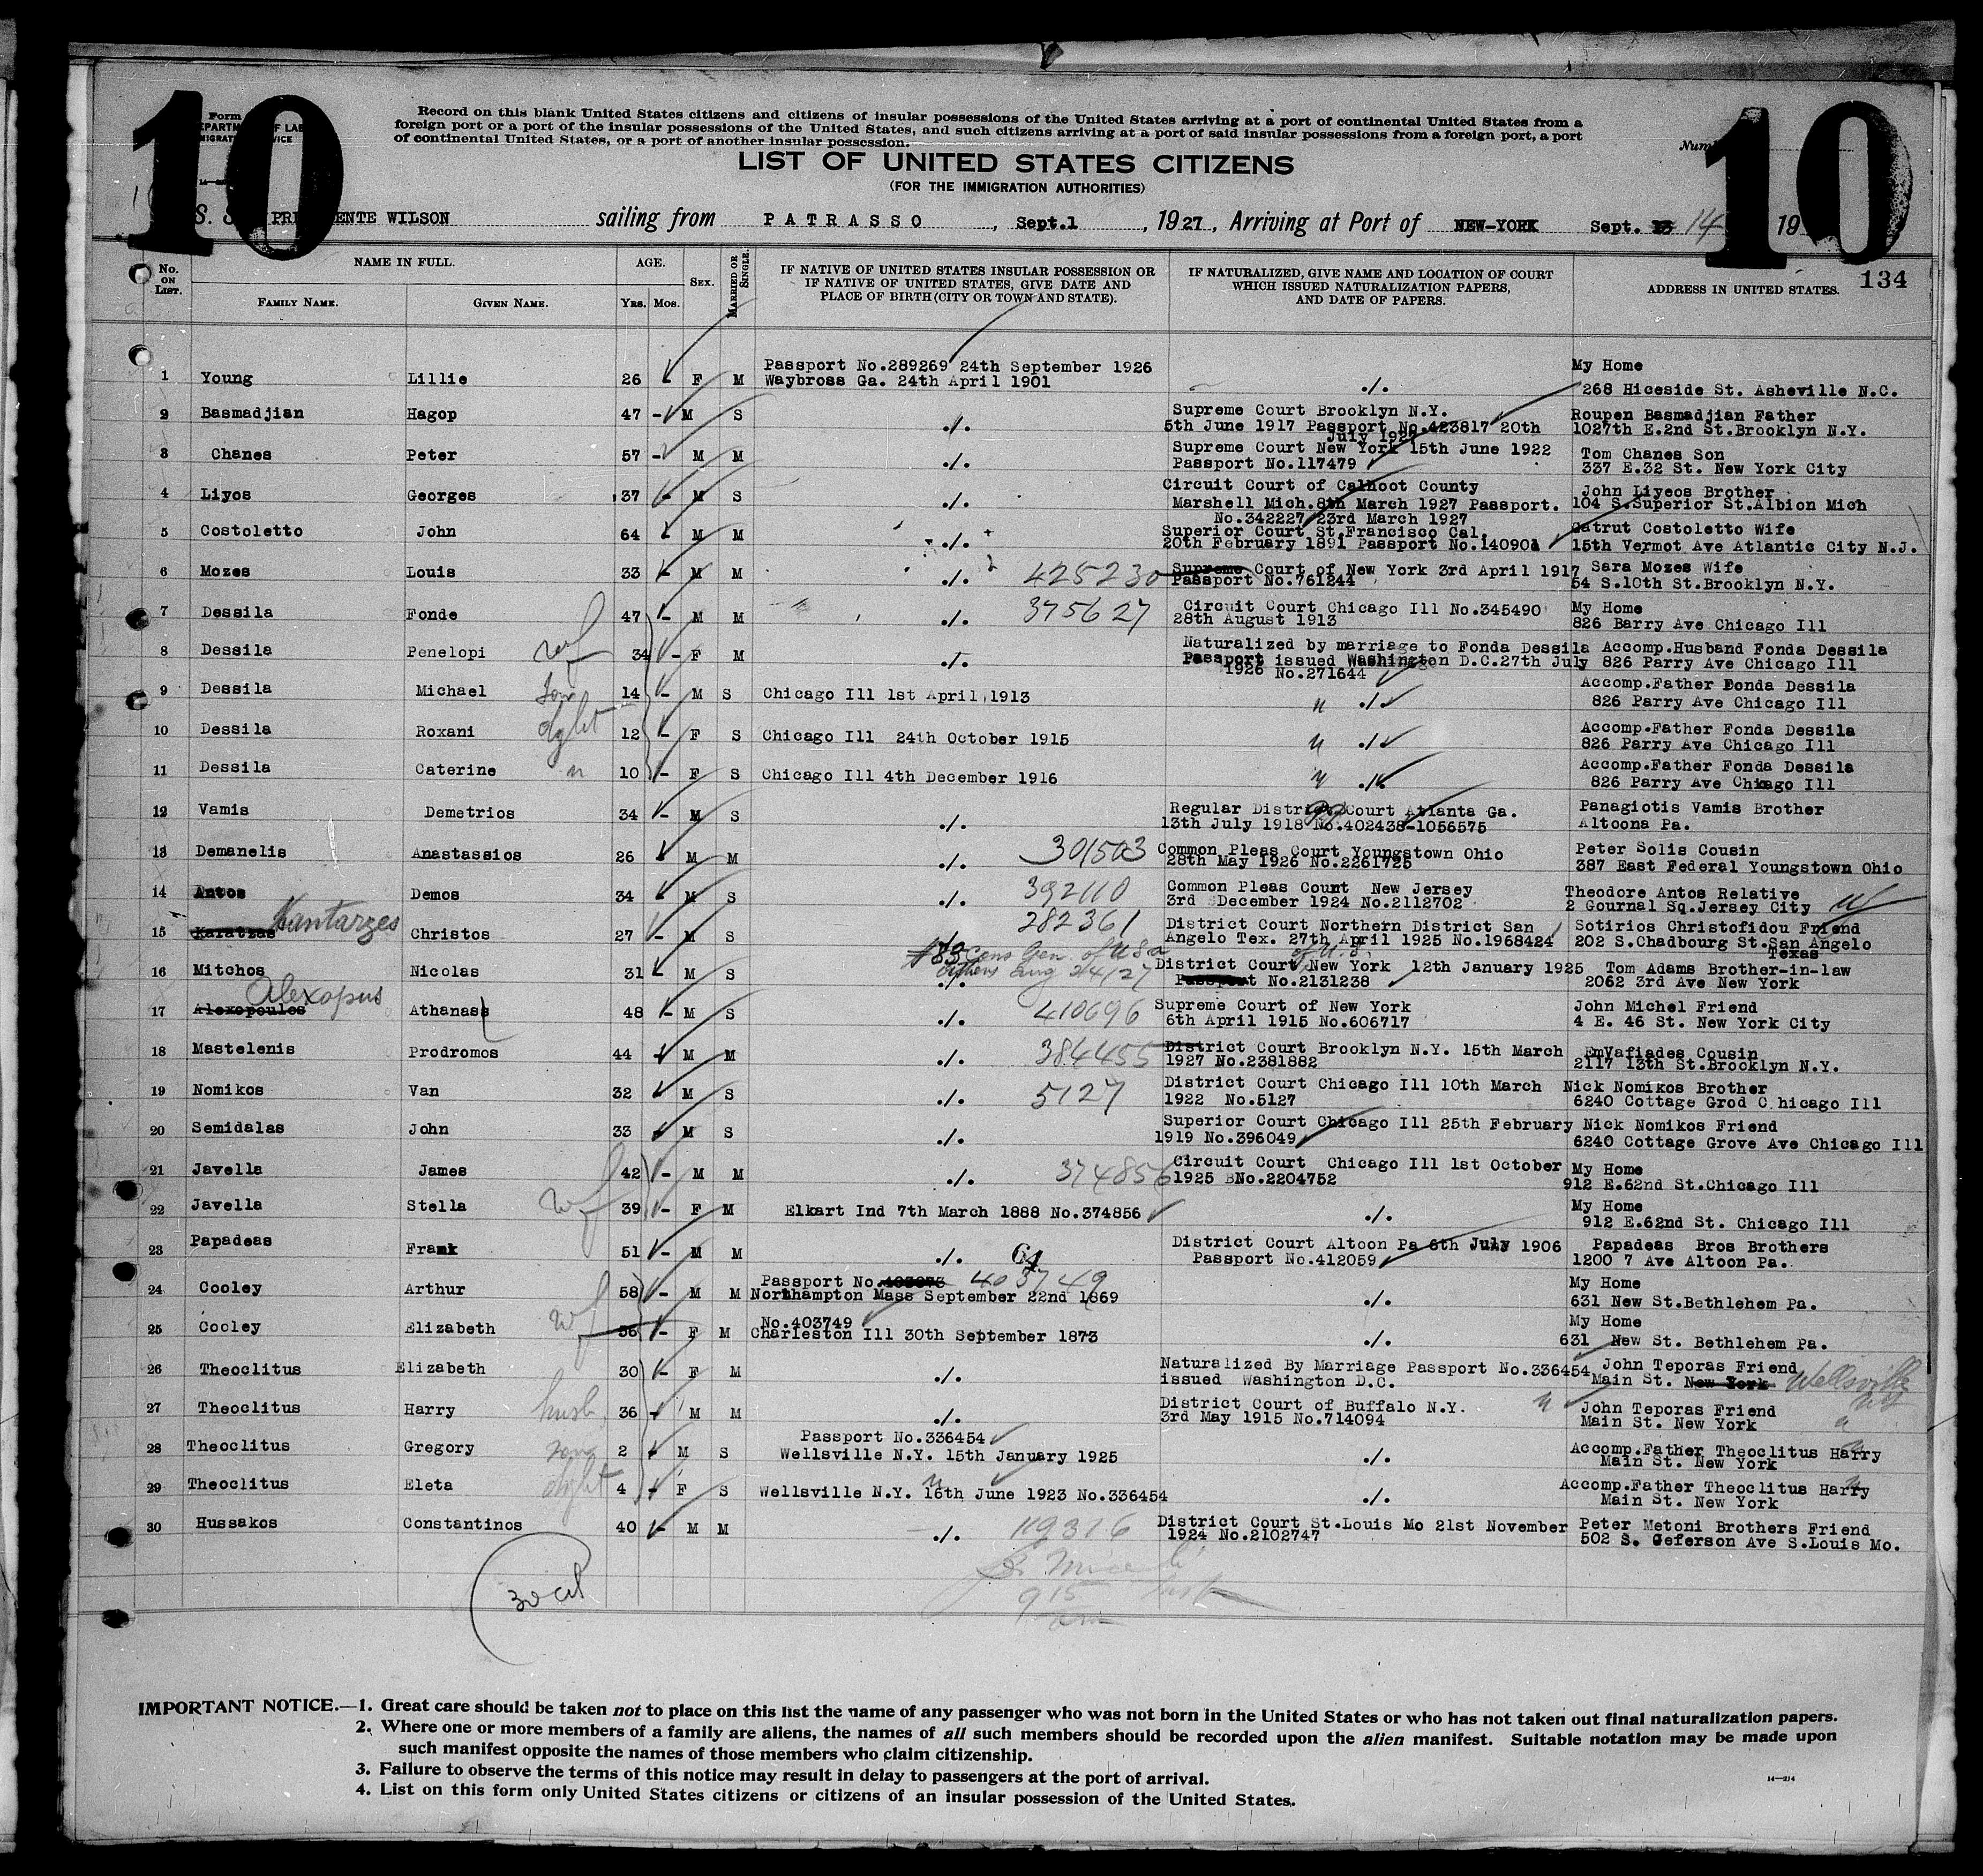 10
10
Form
Record on this blank United States citizens and citizens of insular possessions of the United States arriving at a port of continental United States from a
foreign port or a port of the insular possessions of the United States, and such citizens arriving at a port of said insular possessions from a foreign port, a port
of continental United States, or a port of another insular possession.
LIST OF UNITED STATES CITIZENS
(FOR THE IMMIGRATION AUTHORITIES)
S. S. WILSON sailing from PATRASSO, Sept.1, 1927, Arriving at Port of NEW-YORK Sept. 14 19
134
No. ON LIST.
NAME IN FULL.
FAMILY NAME.
GIVEN NAME.
AGE.
Yrs. Mos.
SEX.
MARRIED OR SINGLE.
IF NATIVE OF UNITED STATES INSULAR POSSESSION OR
IF NATIVE OF UNITED STATES, GIVE DATE AND
PLACE OF BIRTH (CITY OR TOWN AND STATE).
IF NATURALIZED, GIVE NAME AND LOCATION OF COURT
WHICH ISSUED NATURALIZATION PAPERS,
AND DATE OF PAPERS.
ADDRESS IN UNITED STATES.
1 Young Lillie 26 - F M Passport No.289269 24th September 1926
Waybross Ga. 24th April 1901 ./. My Home
268 Hiceside St. Asheville N.C.
2 Basmadjian Hagop 47 - M S ./. Supreme Court Brooklyn N.Y.
5th June 1917 Passport No.423817 20th
July 1927 Roupen Basmadjian Father
1027th E.2nd St.Brooklyn N.Y.
3 Chanes Peter 57 - M M ./. Supreme Court New York 15th June 1922
Passport No.117479 Tom Chanes Son
337 E.32 St. New York City
4 Liyos Georges 37 - M S ./. Circuit Court of Calhoot County
Marshell Mich.8th March 1927 Passport.
No.342227 23rd March 1927 John Liyeos Brother
104 S.Superior St.Albion Mich
5 Costoletto John 64 - M M ./. Superior Court St.Francisco Cal.
20th February 1891 Passport No.140901 Gatrut Costoletto Wife
15th Vermot Ave Atlantic City N.J.
6 Mozes Louis 33 - M M ./. 425230 Supreme Court of New York 3rd April 1917
Passport No.761244 Sara Mozes Wife
54 S.10th St.Brooklyn N.Y.
7 Dessila Fonde 47 - M M ./. 375627 Circuit Court Chicago Ill No.345490
28th August 1913 My Home
826 Barry Ave Chicago Ill
8 Dessila Penelopi wf 34 - F M ./. Naturalized by marriage to Fonda Dessila
Passport issued Washington D.C.27th July
1926 No.271644 Accomp.Husband Fonda Dessila
826 Parry Ave Chicago Ill
9 Dessila Michael Son 14 - M S Chicago Ill 1st April 1913 " ./. Accomp.Father Fonda Dessila
826 Parry Ave Chicago Ill
10 Dessila Roxani dght 12 - F S Chicago Ill 24th October 1915 " ./. Accomp.Father Fonda Dessila
826 Parry Ave Chicago Ill
11 Dessila Caterine " 10 - F S Chicago Ill 4th December 1916 " ./. Accomp.Father Fonda Dessila
826 Parry Ave Chikago Ill
12 Vamis Demetrios 34 - M S ./. Regular District Court Atlanta Ga.
13th July 1918 No.402438-1056575 Panagiotis Vamis Brother
Altoona Pa.
13 Demanelis Anastassios 26 - M M ./. 301503 Common Pleas Court Youngstown Ohio
28th May 1926 No.2261725 Peter Solis Cousin
387 East Federal Youngstown Ohio
14 Antos Demos 34 - M S ./. 392110 Common Pleas Count New Jersey
3rd December 1924 No.2112702 Theodore Antos Relative
2 Gournal Sq.Jersey City
15 Karatzas Kantarzes Christos 27 - M S ./. 282361 District Court Northern District San
Angelo Tex. 27th April 1925 No.1968424 Sotirios Christofidou Friend
202 S.Chadbourg St.San Angelo
Texas
16 Mitchos Nicolas 31 - M S ./. #83 Cons Gen. of USA
Athens Aug 24/27 of U.S. District Court New York 12th January 1925
Passport No.2131238 Tom Adams Brother-in-law
2062 3rd Ave New York
17 Alexopoulos Alexopus Athanass 48 - M S ./. 410696 Supreme Court of New York
6th April 1915 No.606717 John Michel Friend
4 E. 46 St. New York City
18 Mastelenis Prodromos 44 - M M ./. 384455 District Court Brooklyn N.Y. 15th March
1927 No.2381882 EmVafiades Cousin
2117 13th St.Brooklyn N.Y.
19 Nomikos Van 32 - M S ./. 5127 District Court Chicago Ill 10th March
1922 No.5127 Nick Nomikos Brother
6240 Cottage Grod C hicago Ill
20 Semidalas John 33 - M S ./. Superior Court Chicago Ill 25th February
1919 No.396049 Nick Nomikos Friend
6240 Cottage Grove Ave Chicago Ill
21 Javella James 42 - M M ./. 374856 Circuit Court Chicago Ill 1st October
1925 No.2204752 My Home
912 E.62nd St.Chicago Ill
22 Javella Stella wf 39 - F M Elkart Ind 7th March 1888 No.374856 ./. My Home
912 E.62nd St. Chicago Ill
23 Papadeas Frank 51 - M M ./. 64 District Court Altoon Pa 6th July 1906
Passport No.412059 Papadeas Bros Brothers
1200 7 Ave Altoon Pa.
24 Cooley Arthur 58 - M M Passport No. 403749
Northampton Mass September 22nd 1869 ./. My Home
631 New St.Bethlehem Pa.
25 Cooley Elizabeth wf 56 - F M No.403749
Charleston Ill 30th September 1873 ./. My Home
631 New St. Bethlehem Pa.
26 Theoclitus Elizabeth 30 - F M ./. Naturalized By Marriage Passport No.336454
issued Washington D.C. John Teporas Friend
Main St. New York Wellsville
27 Theoclitus Harry husb 36 - M M ./. District Court of Buffalo N.Y.
3rd May 1915 No.714094 John Teporas Friend
Main St. New York
28 Theoclitus Gregory son 2 - M S Passport No.336454
Wellsville N.Y. 15th January 1925 ./. Accomp.Father Theoclitus Harry
Main St. New York
29 Theoclitus Eleta dght 4 - F S Wellsville N.Y. 16th June 1923 No.336454 ./. Accomp.Father Theoclitus Harry
Main St. New York
30 Hussakos Constantinos 40 - M M ./. 119316 District Court St.Louis Mo 21st November
1924 No.2102747 Peter Metoni Brothers Friend
502 S. Geferson Ave S.Louis Mo.
30 cit
9 15
am
IMPORTANT NOTICE.—1. Great care should be taken not to place on this list the name of any passenger who was not born in the United States or who has not taken out final naturalization papers.
2. Where one or more members of a family are aliens, the names of all such members should be recorded upon the alien manifest. Suitable notation may be made upon
such manifest opposite the names of those members who claim citizenship.
3. Failure to observe the terms of this notice may result in delay to passengers at the port of arrival.
4. List on this form only United States citizens or citizens of an insular possession of the United States.
14—214